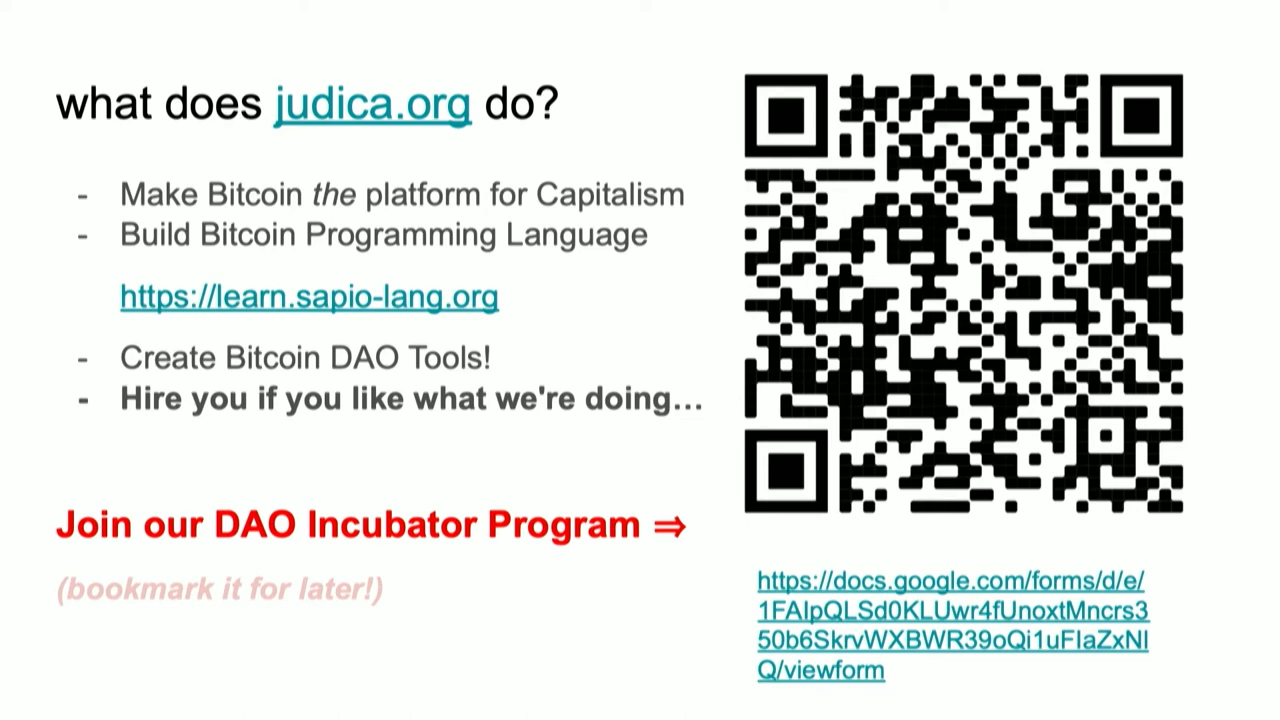 what does judica.org do?
- Make Bitcoin the platform for Capitalism
- Build Bitcoin Programming Language
https://learn.sapio-lang.org
- Create Bitcoin DAO Tools!
- Hire you if you like what we're doing…
Join our DAO Incubator Program ⇒
(bookmark it for later!)
https://docs.google.com/forms/d/e/
1FAIpQLSd0KLUwr4fUnoxtMncrs3
50b6SkrvWXBWR39oQi1uFIaZxNI
Q/viewform